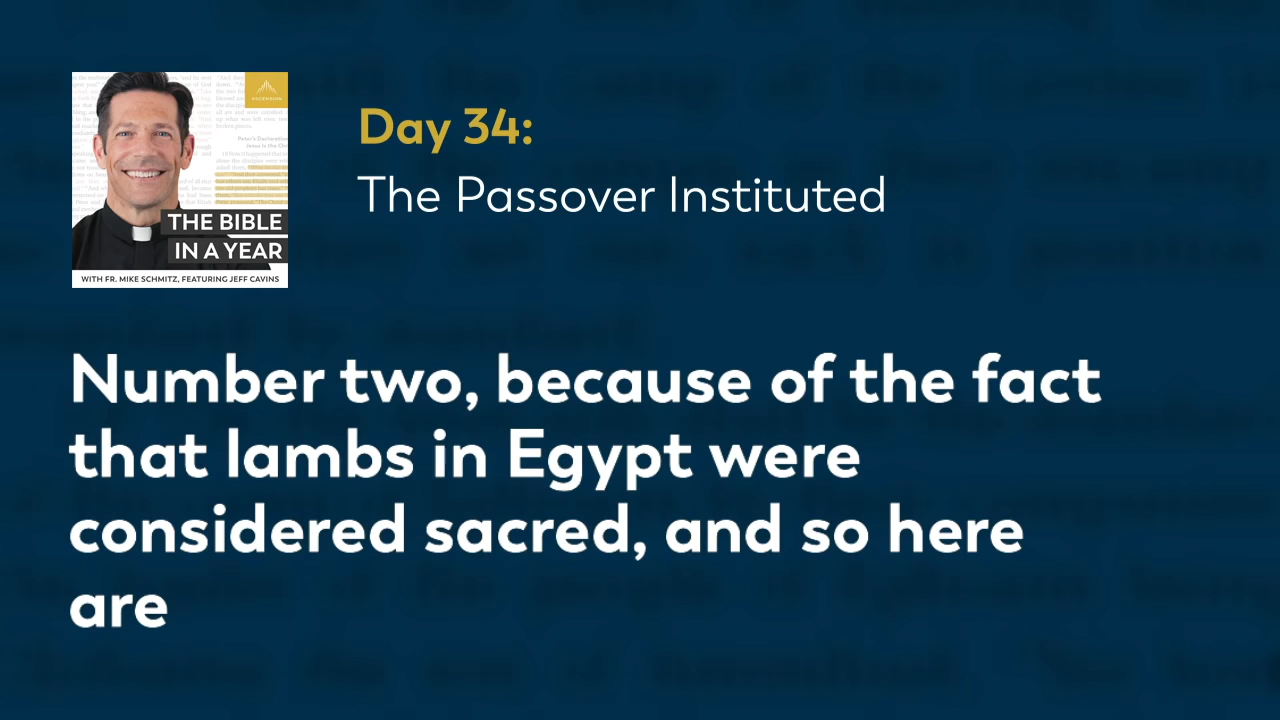 ASCENSION
THE BIBLE
IN A YEAR
WITH FR. MIKE SCHMITZ, FEATURING JEFF CAVINS
Day 34:
The Passover Instituted
Number two, because of the fact
that lambs in Egypt were
considered sacred, and so here
are